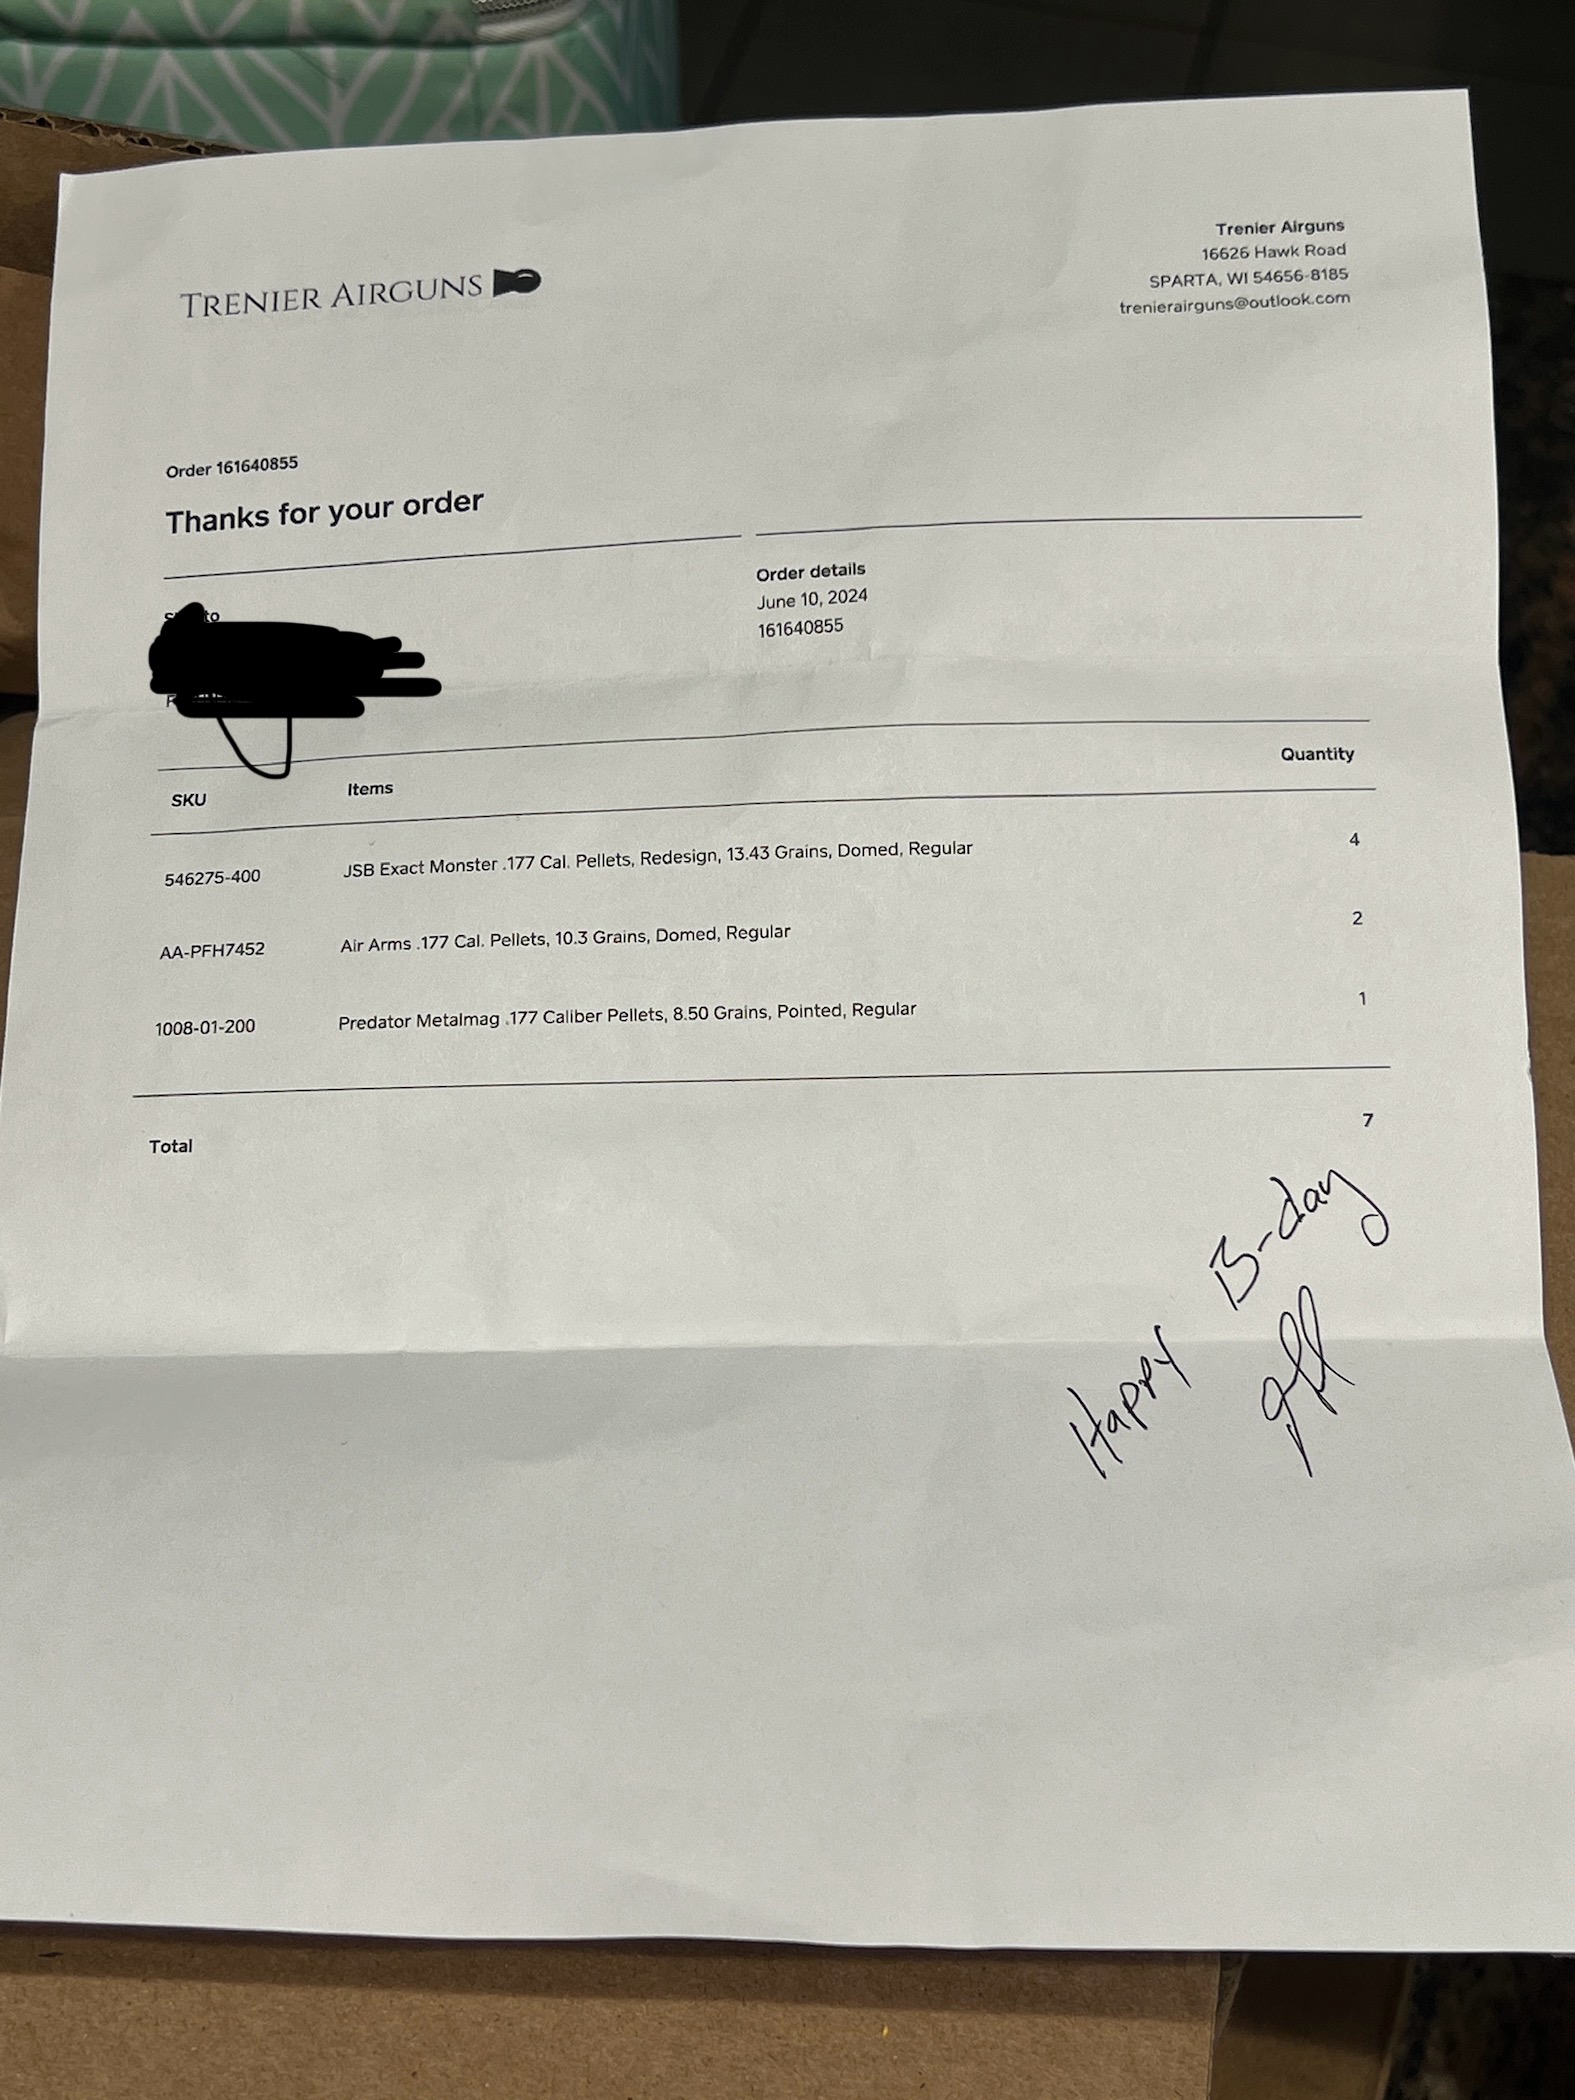 TRENIER AIRGUNS
Trenier Airguns
16626 Hawk Road
SPARTA, WI 54656-8185
trenierairguns@outlook.com
Order 161640855
Thanks for your order
to
Order details
June 10, 2024
161640855
SKU Items Quantity
546275-400 JSB Exact Monster .177 Cal. Pellets, Redesign, 13.43 Grains, Domed, Regular 4
AA-PFH7452 Air Arms .177 Cal. Pellets, 10.3 Grains, Domed, Regular 2
1008-01-200 Predator Metalmag .177 Caliber Pellets, 8.50 Grains, Pointed, Regular 1
Total 7
Happy B-day